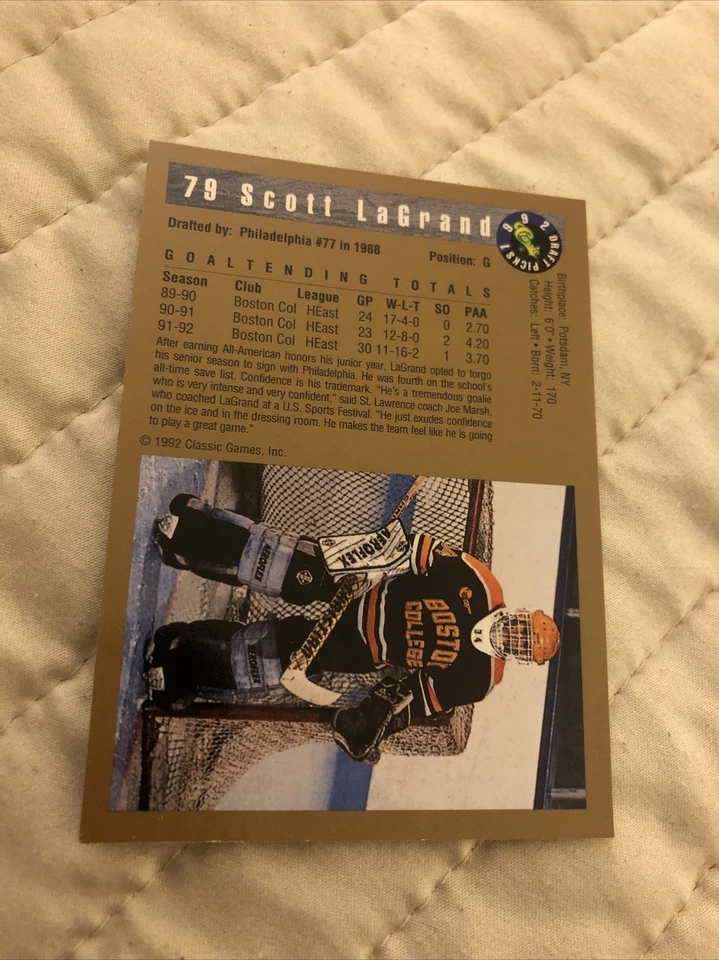 79 Scott LaGrand
1992 DRAFT PICKS
Drafted by: Philadelphia #77 in 1988
Position: G
GOALTENDING TOTALS
Season Club League GP W-L-T SO PAA
89-90 Boston Col HEast 24 17-4-0 0 2.70
90-91 Boston Col HEast 23 12-8-0 2 4.20
91-92 Boston Col HEast 30 11-16-2 1 3.70
After earning All-American honors his junior year, LaGrand opted to forgo
his senior season to sign with Philadelphia. He was fourth on the school's
all-time save list. Confidence is his trademark. "He's a tremendous goalie
who is very intense and very confident," said St. Lawrence coach Joe Marsh,
who coached LaGrand at a U.S. Sports Festival. "He just exudes confidence
on the ice and in the dressing room. He makes the team feel like he is going
to play a great game."
© 1992 Classic Games, Inc.
Birthplace: Potsdam, NY
Height: 6'0" • Weight: 170
Catches: Left • Born: 2-11-70
AEROFLEX
AEROFLEX
BOSTON
COLLEGE